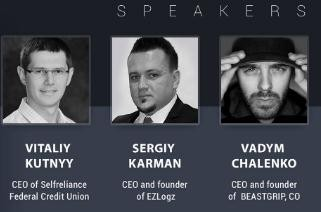 SPEAKERS
VITALIY
KUTNYY
CEO of Selfreliance
Federal Credit Union
SERGIY
KARMAN
CEO and founder
of EZLogz
VADYM
CHALENKO
CEO and founder
of BEASTGRIP, CO